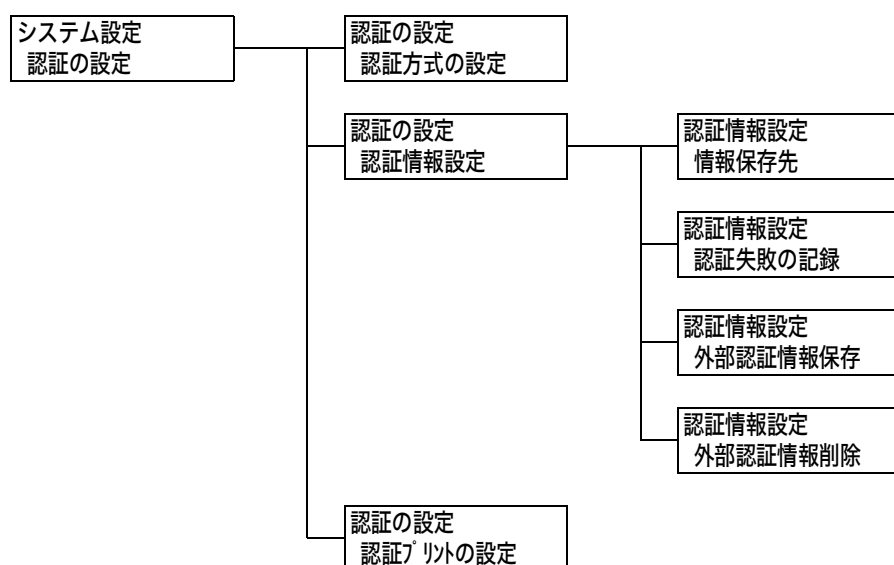 システム設定
認証の設定
認証の設定
認証方式の設定
認証の設定
認証情報設定
認証情報設定
情報保存先
認証情報設定
認証失敗の記録
認証情報設定
外部認証情報保存
認証情報設定
外部認証情報削除
認証の設定
認証ﾌﾟﾘﾝﾄの設定